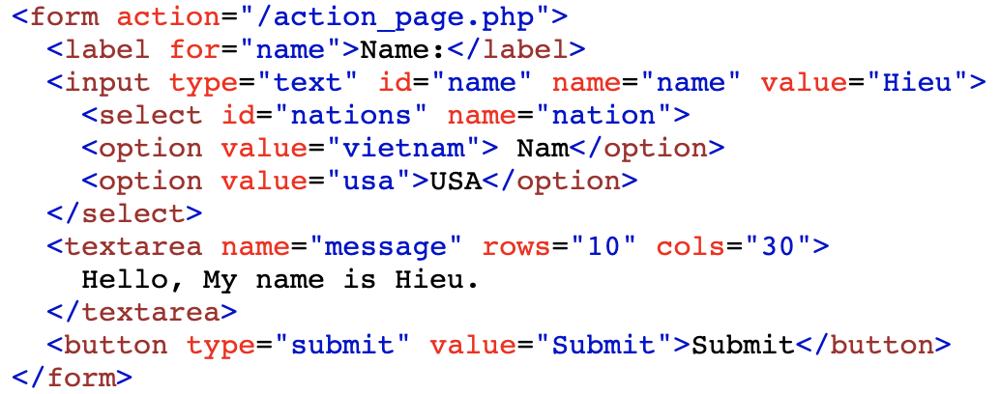 <form action="/action_page.php">
<label for="name">Name:</label>
<input type="text" id="name" name="name" value="Hieu">
<select id="nations" name="nation">
<option value="vietnam"> Nam</option>
<option value="usa">USA</option>
</select>
<textarea name="message" rows="10" cols="30">
Hello, My name is Hieu.
</textarea>
<button type="submit" value="Submit">Submit</button>
</form>